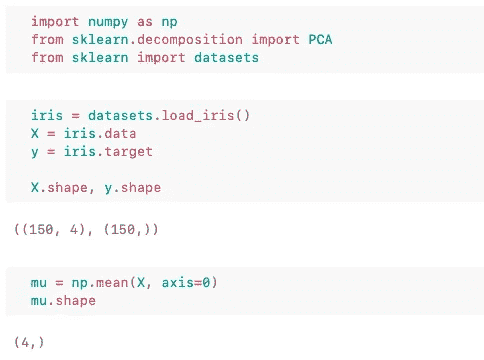 import numpy as np
from sklearn.decomposition import PCA
from sklearn import datasets
iris = datasets.load_iris()
X = iris.data
y = iris.target
X.shape, y.shape
((150, 4), (150,))
mu = np.mean(X, axis=0)
mu.shape
(4,)